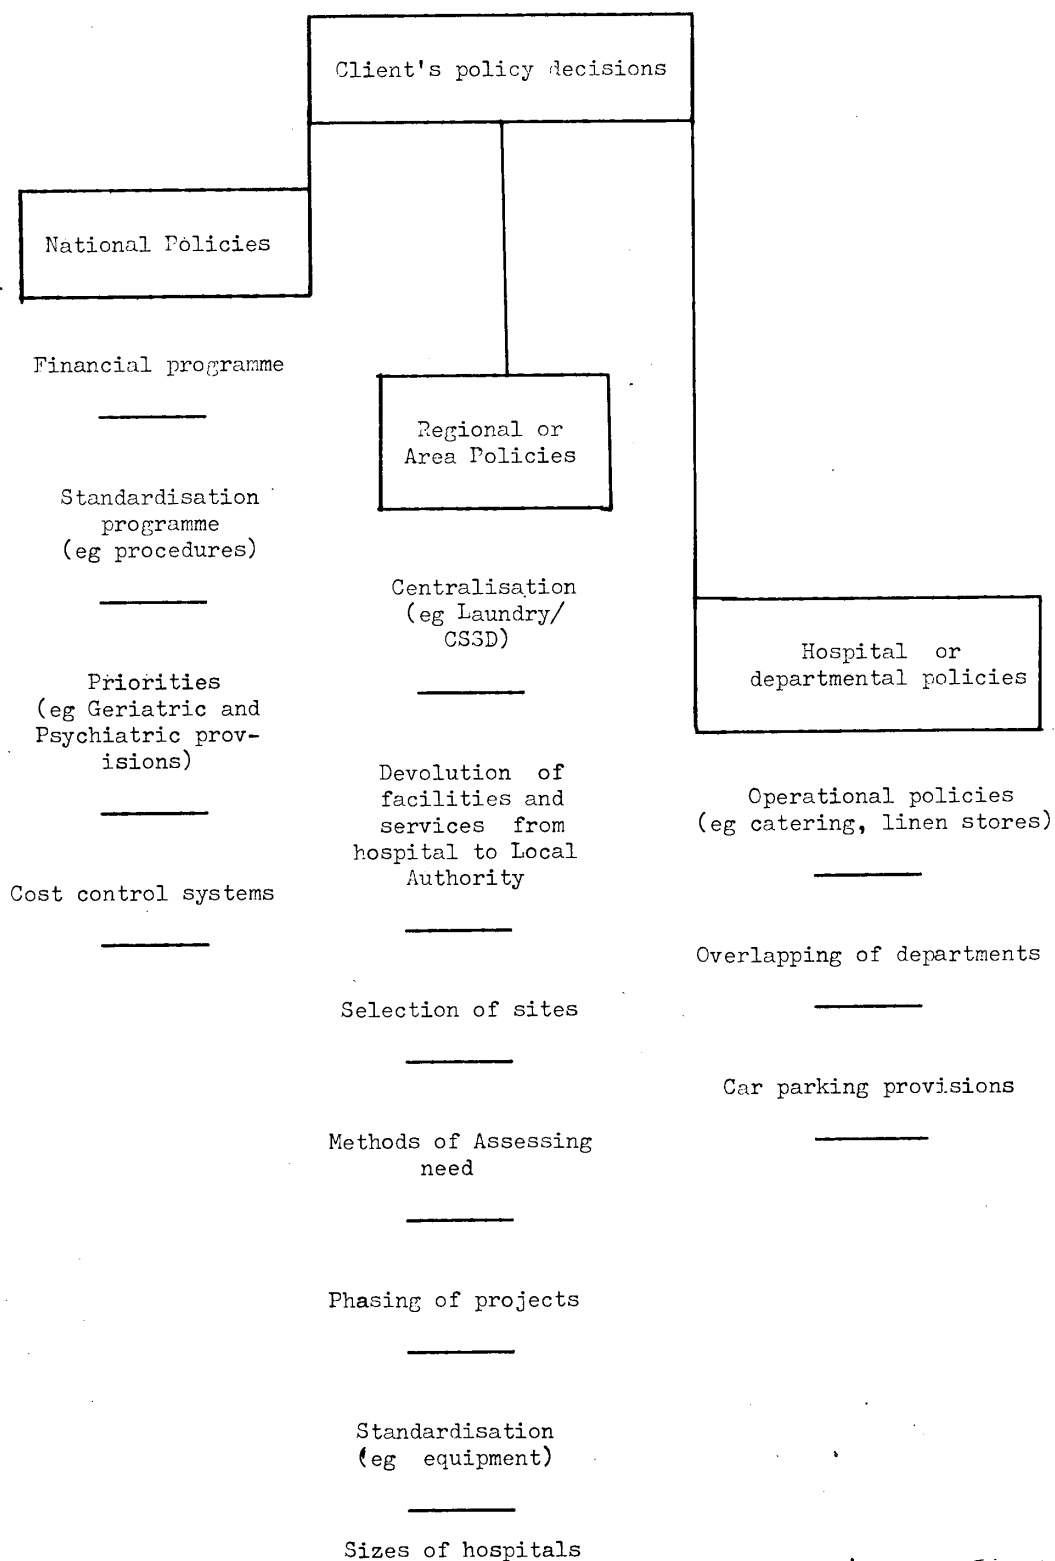 Client's policy decisions
National Policies
Financial programme
Standardisation
programme
(eg procedures)
Priorities
(eg Geriatric and
Psychiatric prov-
isions)
Cost control systems
Regional or
Area Policies
Centralisation
(eg Laundry/
CSSD)
Devolution of
facilities and
services from
hospital to Local
Authority
Selection of sites
Methods of Assessing
need
Phasing of projects
Standardisation
(eg equipment)
Sizes of hospitals
Hospital or
departmental policies
Operational policies
(eg catering, linen stores)
Overlapping of departments
Car parking provisions